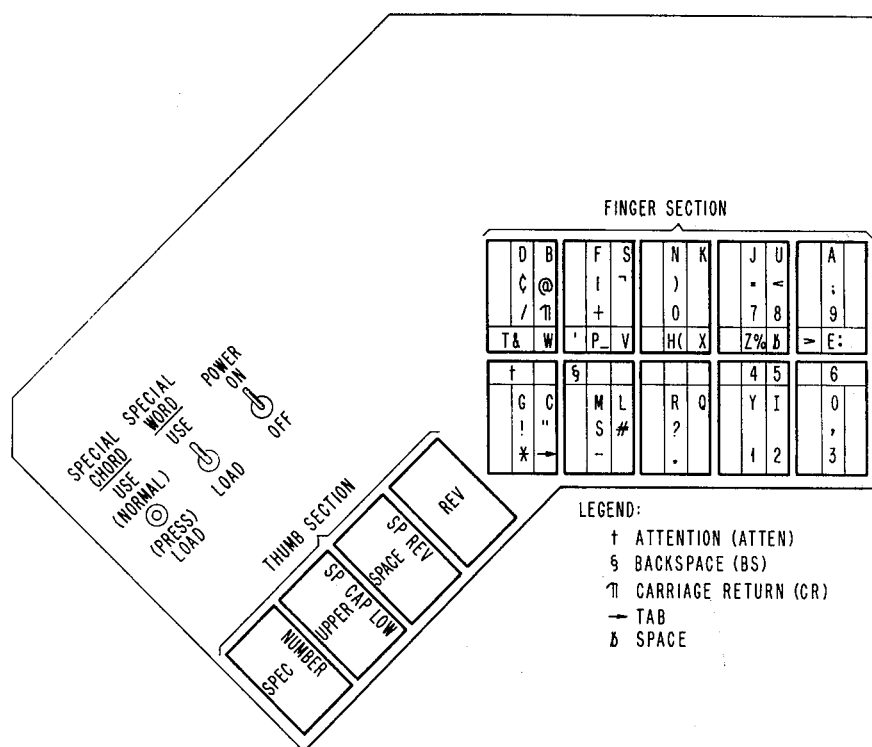 FINGER SECTION
D B F S N K J U A
¢ @ [ ¬ ) " < ;
/ ¶ + 0 7 8 9
T& W ' P_ V H( X Z% ␢ > E:
† § 4 5 6
G C M L R Q Y I O
! " S # ? ,
* → - . 1 2 3
SPECIAL CHORD
USE
(NORMAL)
(PRESS)
LOAD
SPECIAL WORD
USE
LOAD
POWER
ON
OFF
THUMB SECTION
REV
SP REV
SPACE
SP CAP LOW
UPPER
NUMBER
SPEC
LEGEND:
† ATTENTION (ATTEN)
§ BACKSPACE (BS)
¶ CARRIAGE RETURN (CR)
→ TAB
␢ SPACE